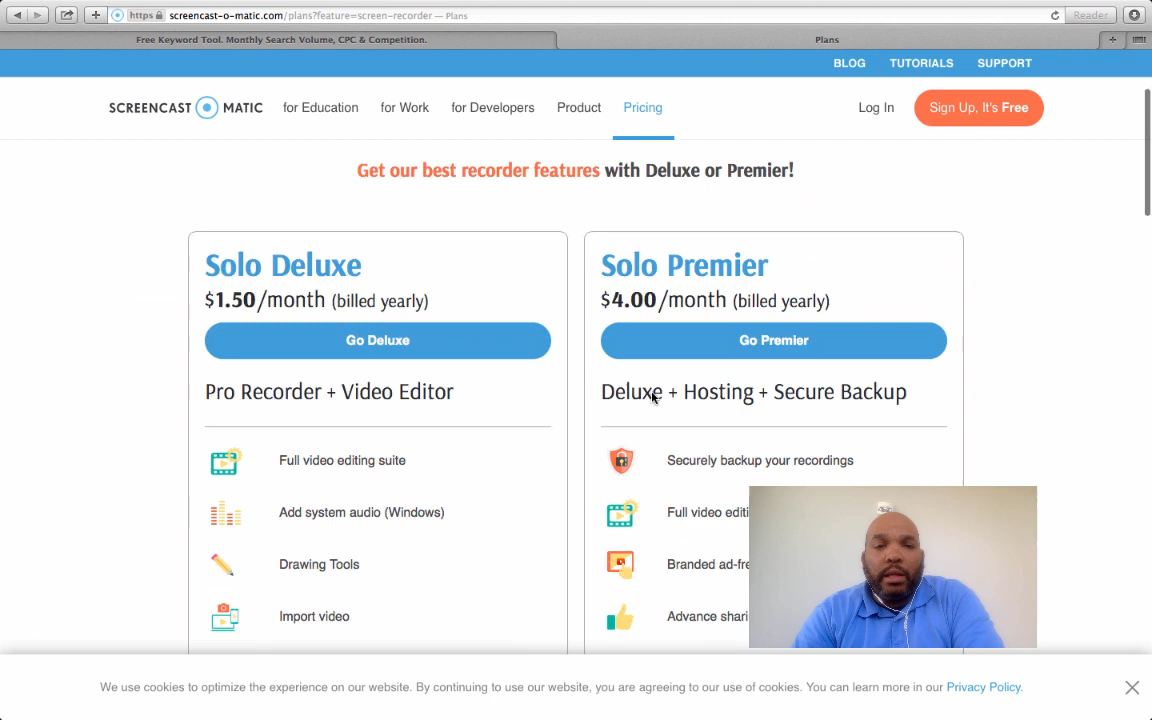 https screencast-o-matic.com/plans?feature=screen-recorder — Plans
Reader
Free Keyword Tool. Monthly Search Volume, CPC & Competition.
Plans
BLOG TUTORIALS SUPPORT
SCREENCAST MATIC for Education for Work for Developers Product Pricing Log In Sign Up, It's Free
Get our best recorder features with Deluxe or Premier!
Solo Deluxe
$1.50/month (billed yearly)
Go Deluxe
Pro Recorder + Video Editor
Full video editing suite
Add system audio (Windows)
Drawing Tools
Import video
Solo Premier
$4.00/month (billed yearly)
Go Premier
Deluxe + Hosting + Secure Backup
Securely backup your recordings
Full video editi
Branded ad-fre
Advance shari
We use cookies to optimize the experience on our website. By continuing to use our website, you are agreeing to our use of cookies. You can learn more in our Privacy Policy.